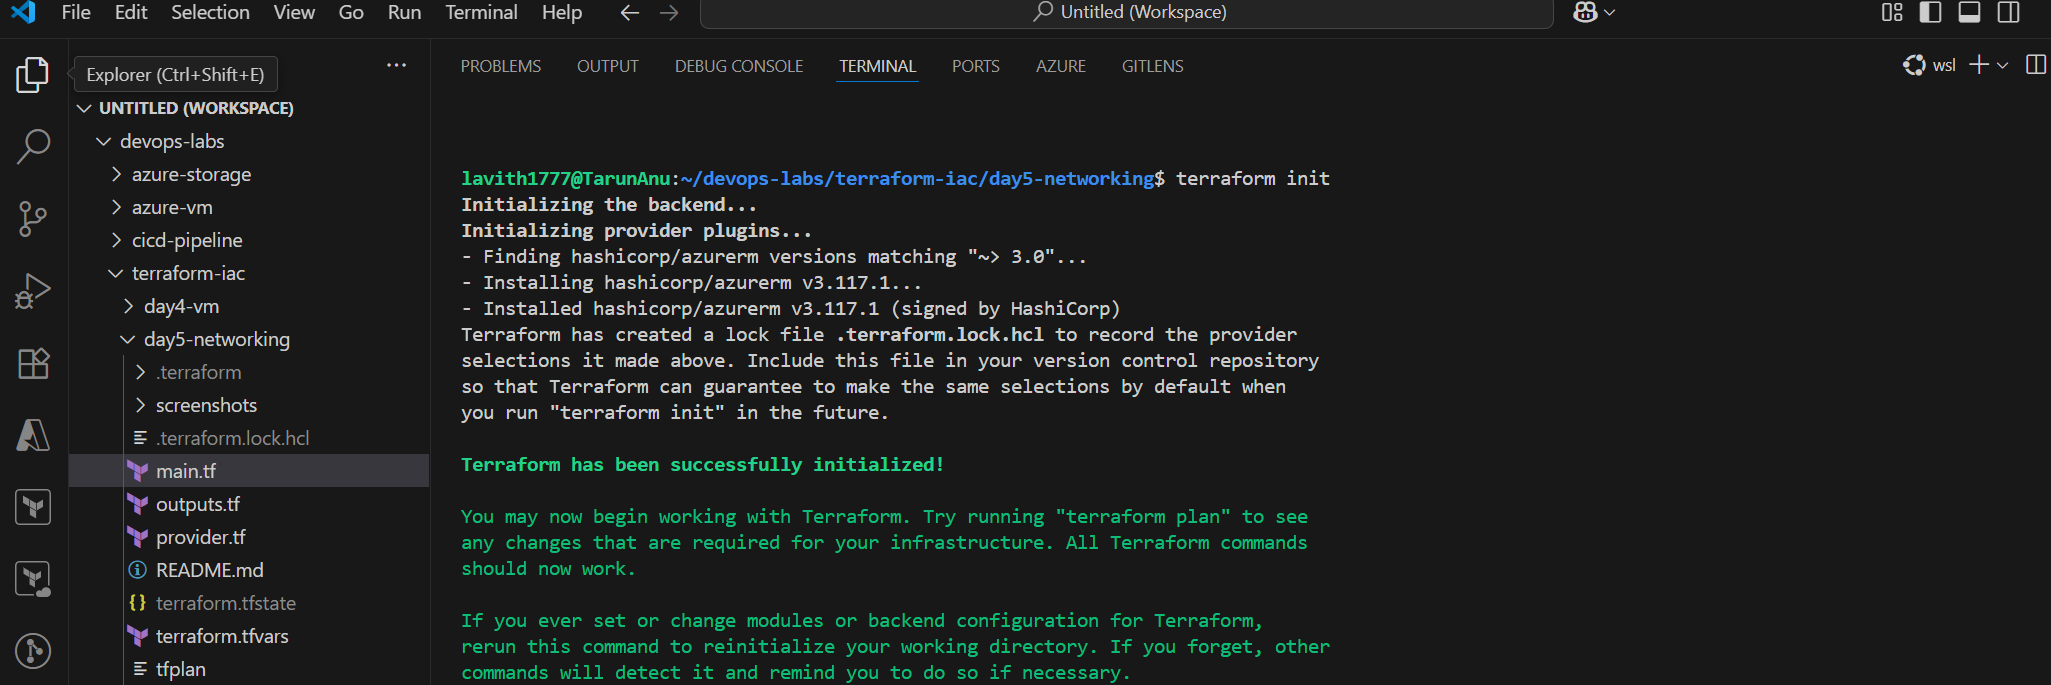 File Edit Selection View Go Run Terminal Help
Untitled (Workspace)
Explorer (Ctrl+Shift+E)
UNTITLED (WORKSPACE)
devops-labs
azure-storage
azure-vm
cicd-pipeline
terraform-iac
day4-vm
day5-networking
.terraform
screenshots
.terraform.lock.hcl
main.tf
outputs.tf
provider.tf
README.md
{} terraform.tfstate
terraform.tfvars
tfplan
PROBLEMS OUTPUT DEBUG CONSOLE TERMINAL PORTS AZURE GITLENS
wsl
lavith1777@TarunAnu:~/devops-labs/terraform-iac/day5-networking$ terraform init
Initializing the backend...
Initializing provider plugins...
- Finding hashicorp/azurerm versions matching "~> 3.0"...
- Installing hashicorp/azurerm v3.117.1...
- Installed hashicorp/azurerm v3.117.1 (signed by HashiCorp)
Terraform has created a lock file .terraform.lock.hcl to record the provider
selections it made above. Include this file in your version control repository
so that Terraform can guarantee to make the same selections by default when
you run "terraform init" in the future.
Terraform has been successfully initialized!
You may now begin working with Terraform. Try running "terraform plan" to see
any changes that are required for your infrastructure. All Terraform commands
should now work.
If you ever set or change modules or backend configuration for Terraform,
rerun this command to reinitialize your working directory. If you forget, other
commands will detect it and remind you to do so if necessary.